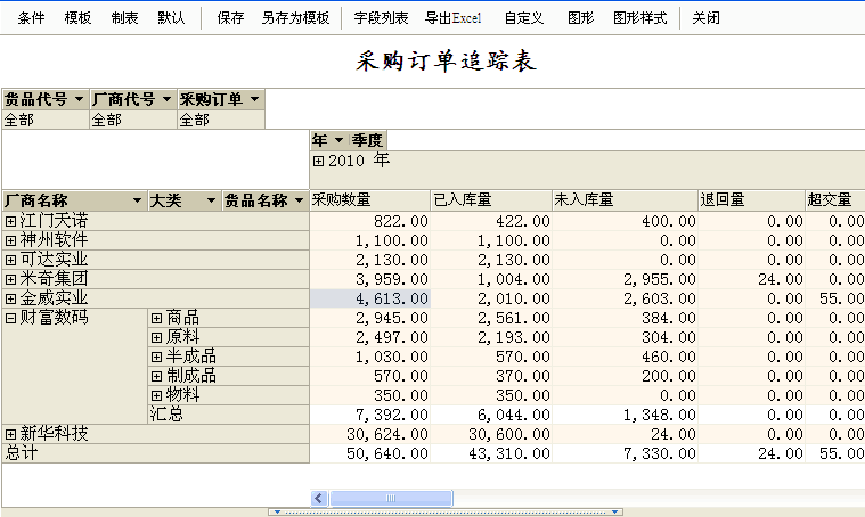 条件 模板 制表 默认 保存 另存为模板 字段列表 导出Excel 自定义 图形 图形样式 关闭
采购订单追踪表
货品代号 厂商代号 采购订单
全部 全部 全部
年 季度
2010 年
厂商名称 大类 货品名称 采购数量 已入库量 未入库量 退回量 超交量
江门天诺 822.00 422.00 400.00 0.00 0.00
神州软件 1,100.00 1,100.00 0.00 0.00 0.00
可达实业 2,130.00 2,130.00 0.00 0.00 0.00
米奇集团 3,959.00 1,004.00 2,955.00 24.00 0.00
金威实业 4,613.00 2,010.00 2,603.00 0.00 55.00
财富数码 商品 2,945.00 2,561.00 384.00 0.00 0.00
原料 2,497.00 2,193.00 304.00 0.00 0.00
半成品 1,030.00 570.00 460.00 0.00 0.00
制成品 570.00 370.00 200.00 0.00 0.00
物料 350.00 350.00 0.00 0.00 0.00
汇总 7,392.00 6,044.00 1,348.00 0.00 0.00
新华科技 30,624.00 30,600.00 24.00 0.00 0.00
总计 50,640.00 43,310.00 7,330.00 24.00 55.00